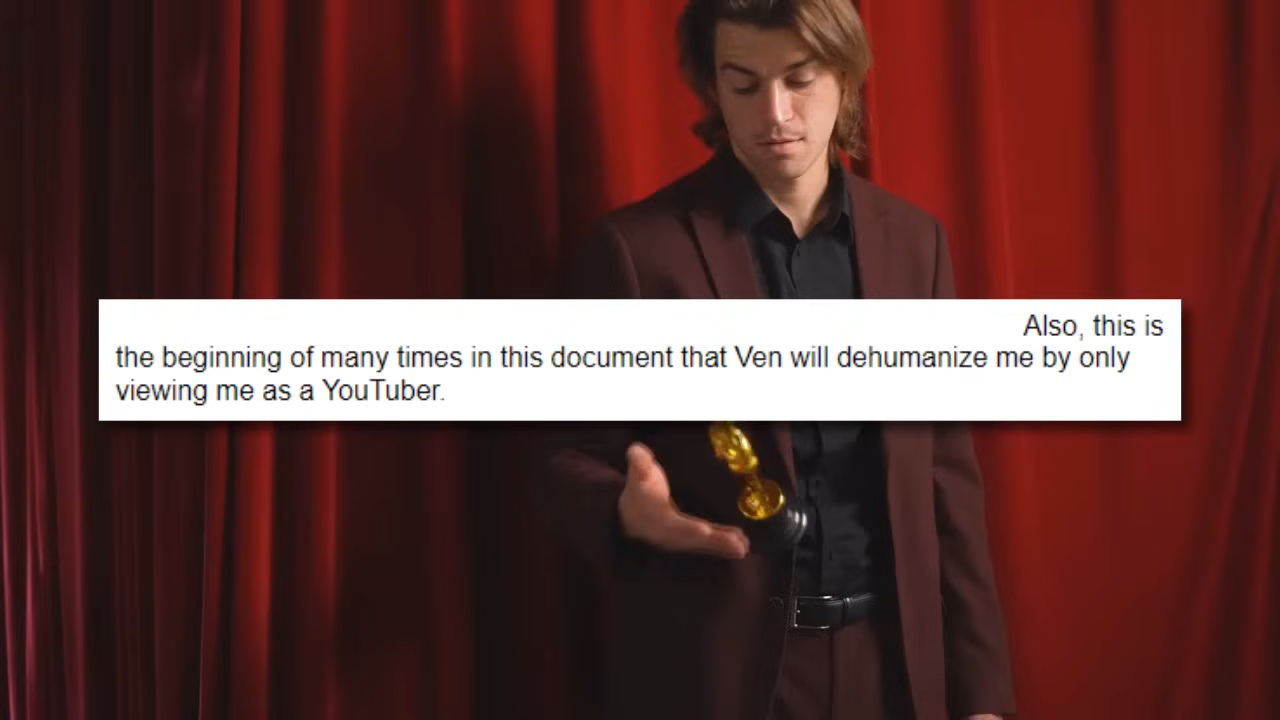 Also, this is
the beginning of many times in this document that Ven will dehumanize me by only
viewing me as a YouTuber.